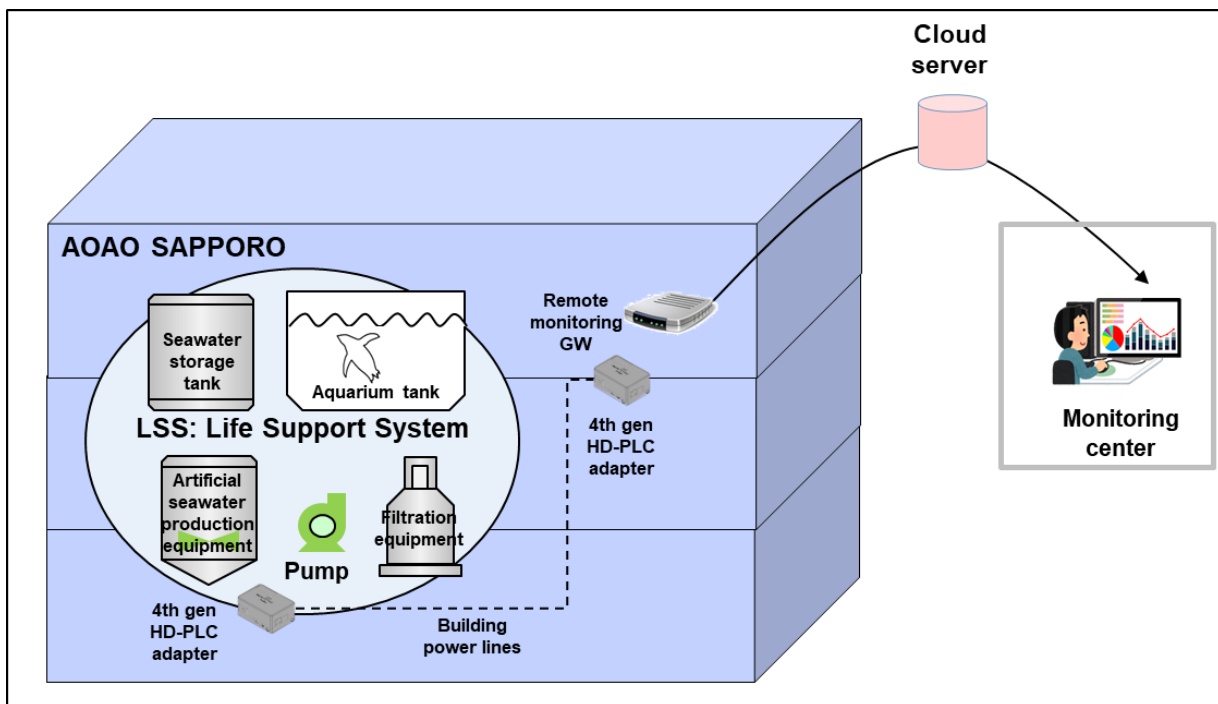 Cloud
server
AOAO SAPPORO
Seawater
storage
tank
Aquarium tank
Remote
monitoring
GW
LSS: Life Support System
4th gen
HD-PLC
adapter
Monitoring
center
Artificial
seawater
production
equipment
Pump
Filtration
equipment
4th gen
HD-PLC
adapter
Building
power lines